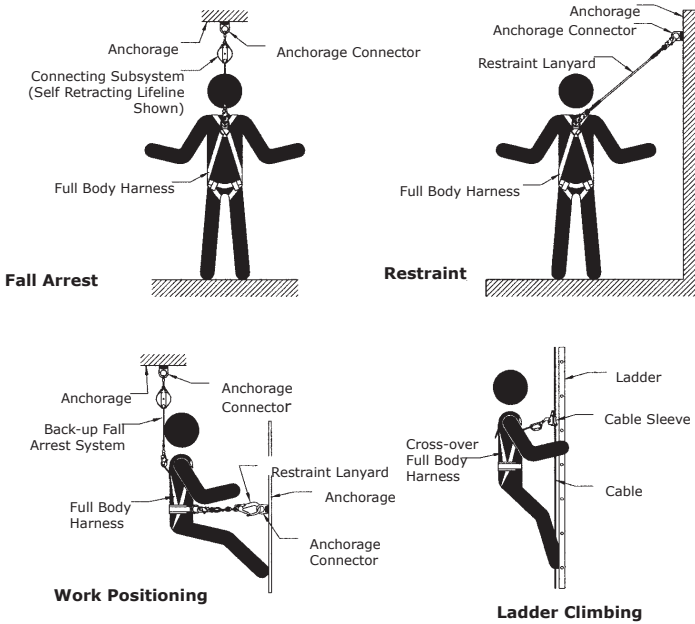 Anchorage
Anchorage Connector
Connecting Subsystem
(Self Retracting Lifeline
Shown)
Full Body Harness
Fall Arrest
Anchorage
Anchorage Connector
Restraint Lanyard
Full Body Harness
Restraint
Anchorage
Anchorage
Connector
Back-up Fall
Arrest System
Full Body
Harness
Restraint Lanyard
Anchorage
Anchorage
Connector
Work Positioning
Ladder
Cable Sleeve
Cross-over
Full Body
Harness
Cable
Ladder Climbing